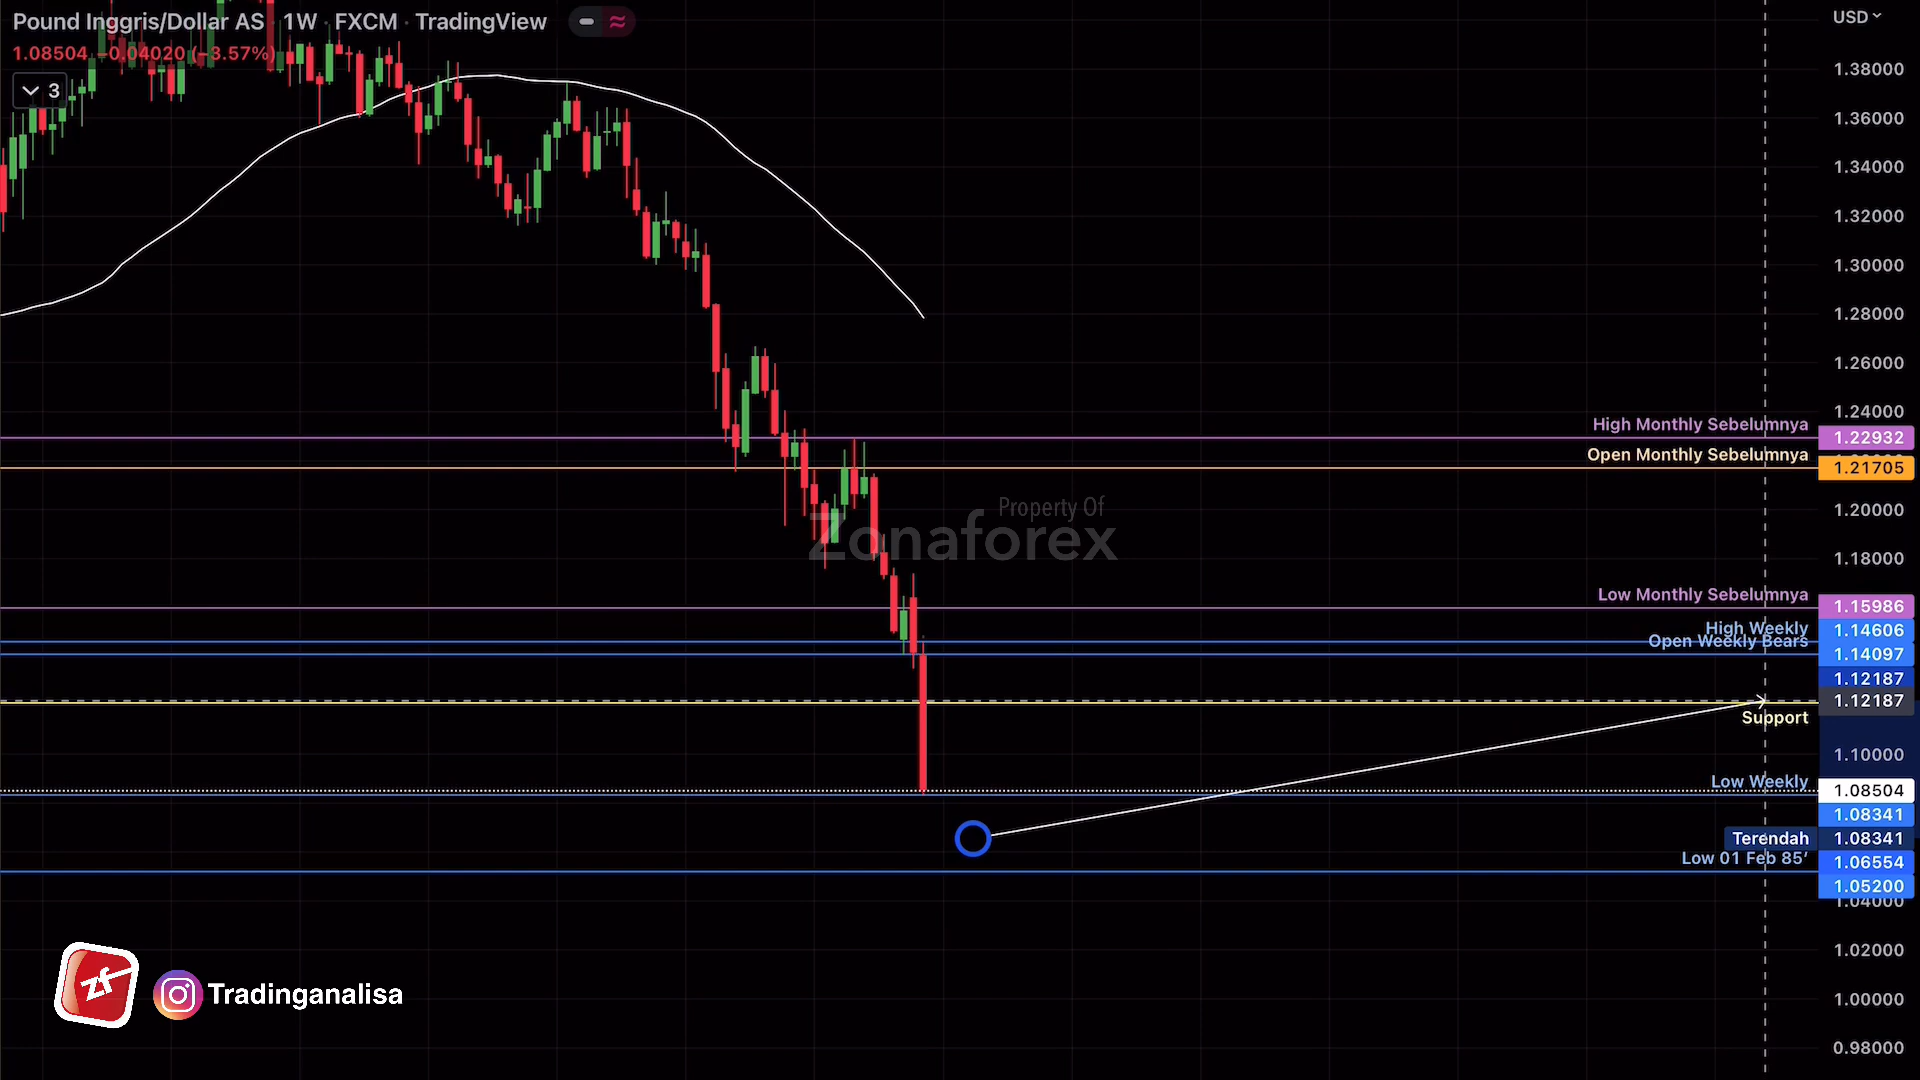 Pound Inggris/Dollar AS · 1W · FXCM · TradingView
USD
1.08504 −0.04020 (−3.57%)
3
1.38000
1.36000
1.34000
1.32000
1.30000
1.28000
1.26000
1.24000
High Monthly Sebelumnya 1.22932
Open Monthly Sebelumnya 1.21705
Property Of
Zonaforex
1.20000
1.18000
Low Monthly Sebelumnya 1.15986
High Weekly 1.14606
Open Weekly Bears 1.14097
1.12187
1.12187
Support
1.10000
Low Weekly
1.08504
1.08341
Terendah 1.08341
Low 01 Feb 85’ 1.06554
1.05200
1.04000
1.02000
1.00000
0.98000
zf
Tradinganalisa